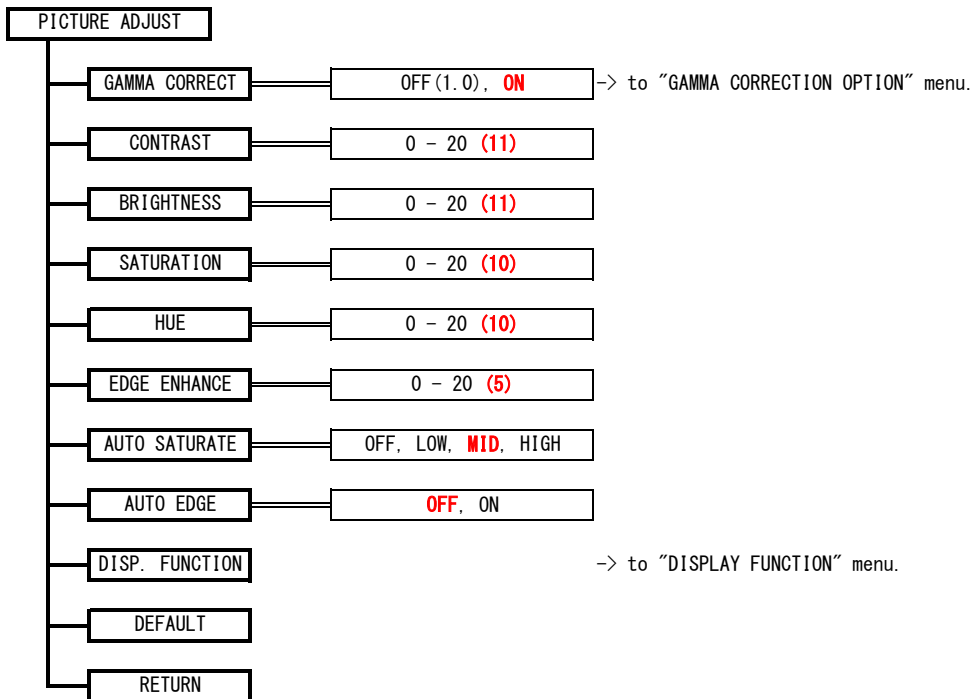 PICTURE ADJUST
GAMMA CORRECT OFF(1.0), ON -> to "GAMMA CORRECTION OPTION" menu.
CONTRAST 0 - 20 (11)
BRIGHTNESS 0 - 20 (11)
SATURATION 0 - 20 (10)
HUE 0 - 20 (10)
EDGE ENHANCE 0 - 20 (5)
AUTO SATURATE OFF, LOW, MID, HIGH
AUTO EDGE OFF, ON
DISP. FUNCTION -> to "DISPLAY FUNCTION" menu.
DEFAULT
RETURN